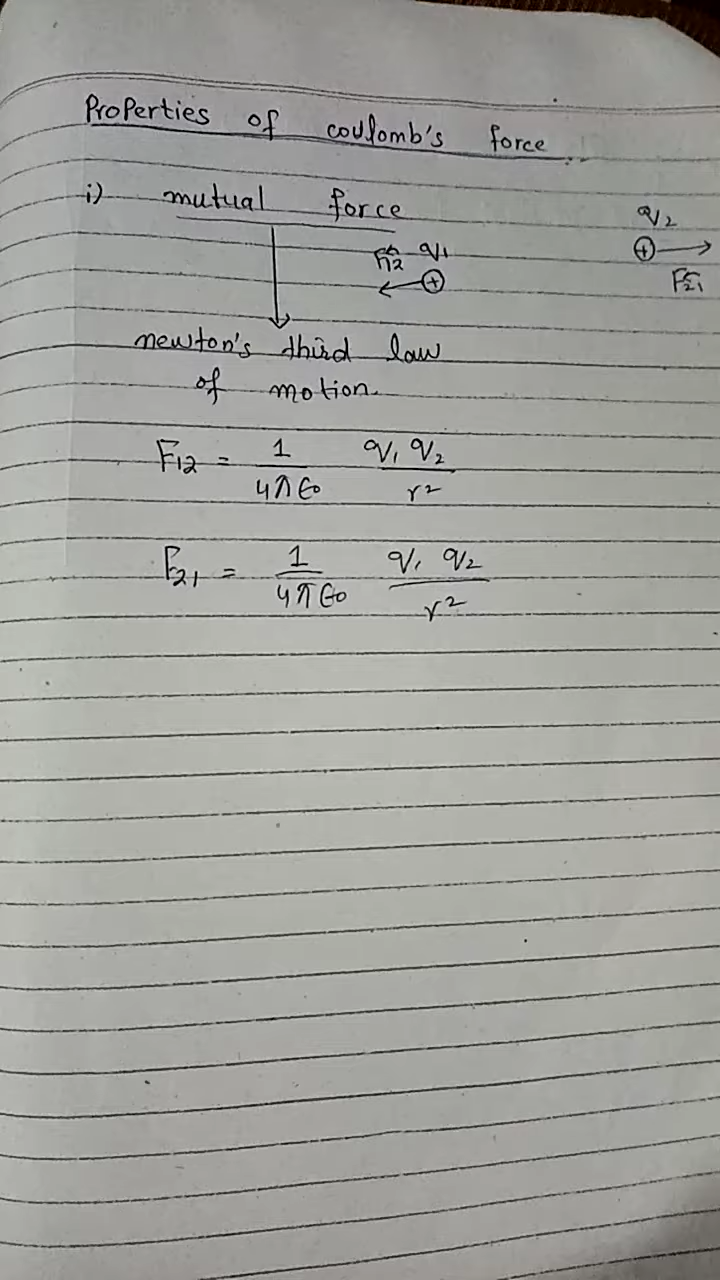 Properties of coulomb's force
i) mutual force
F12 q1
⊕
q2
⊕
F21
newton's third law
of motion.
F12 = 1/4πϵ0 q1 q2/r²
F21 = 1/4πϵ0 q1 q2/r²